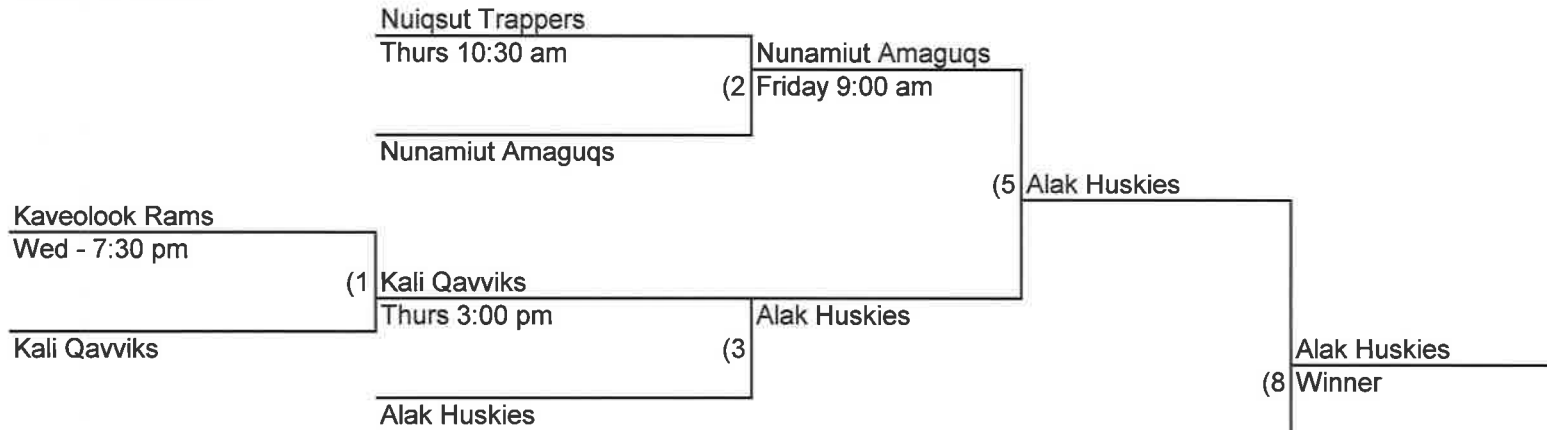 Nuiqsut Trappers
Thurs 10:30 am
Nunamiut Amaguqs
(2 Friday 9:00 am
Nunamiut Amaguqs
(5 Alak Huskies
Kaveolook Rams
Wed - 7:30 pm
(1 Kali Qavviks
Thurs 3:00 pm
Alak Huskies
Kali Qavviks
(3
Alak Huskies
(8 Winner
Alak Huskies